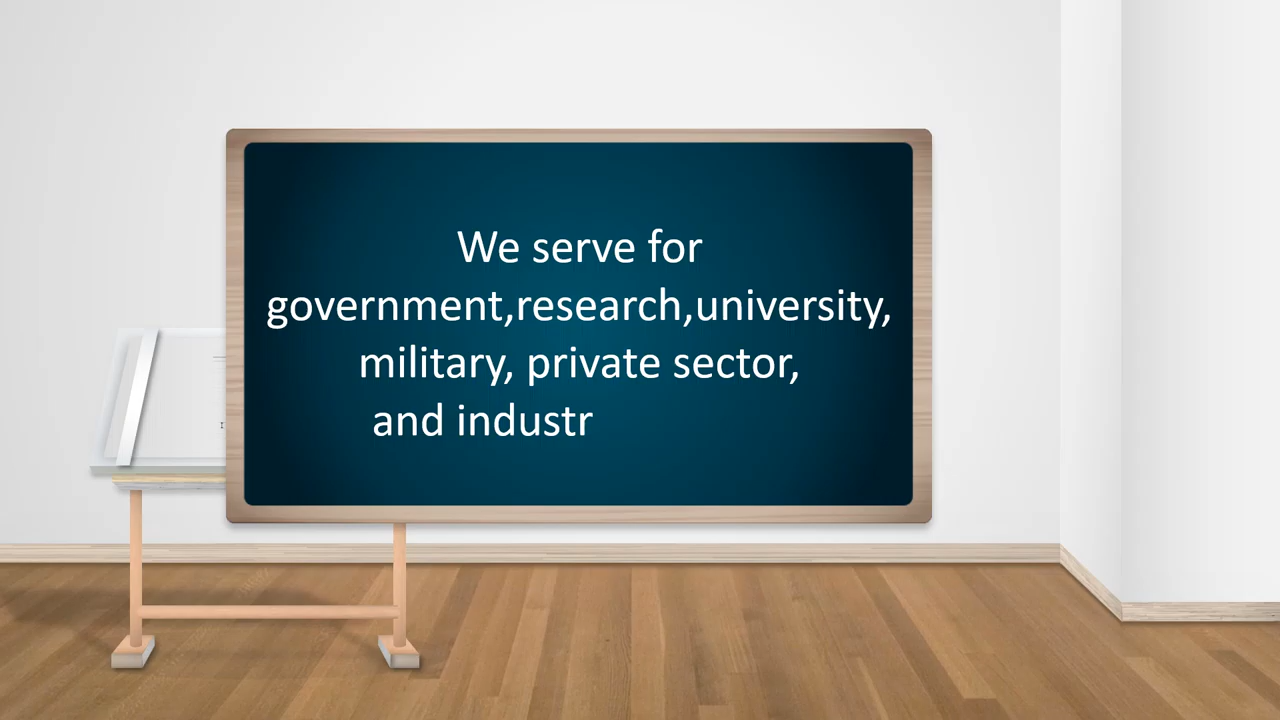 We serve for
government,research,university,
military, private sector,
and industr